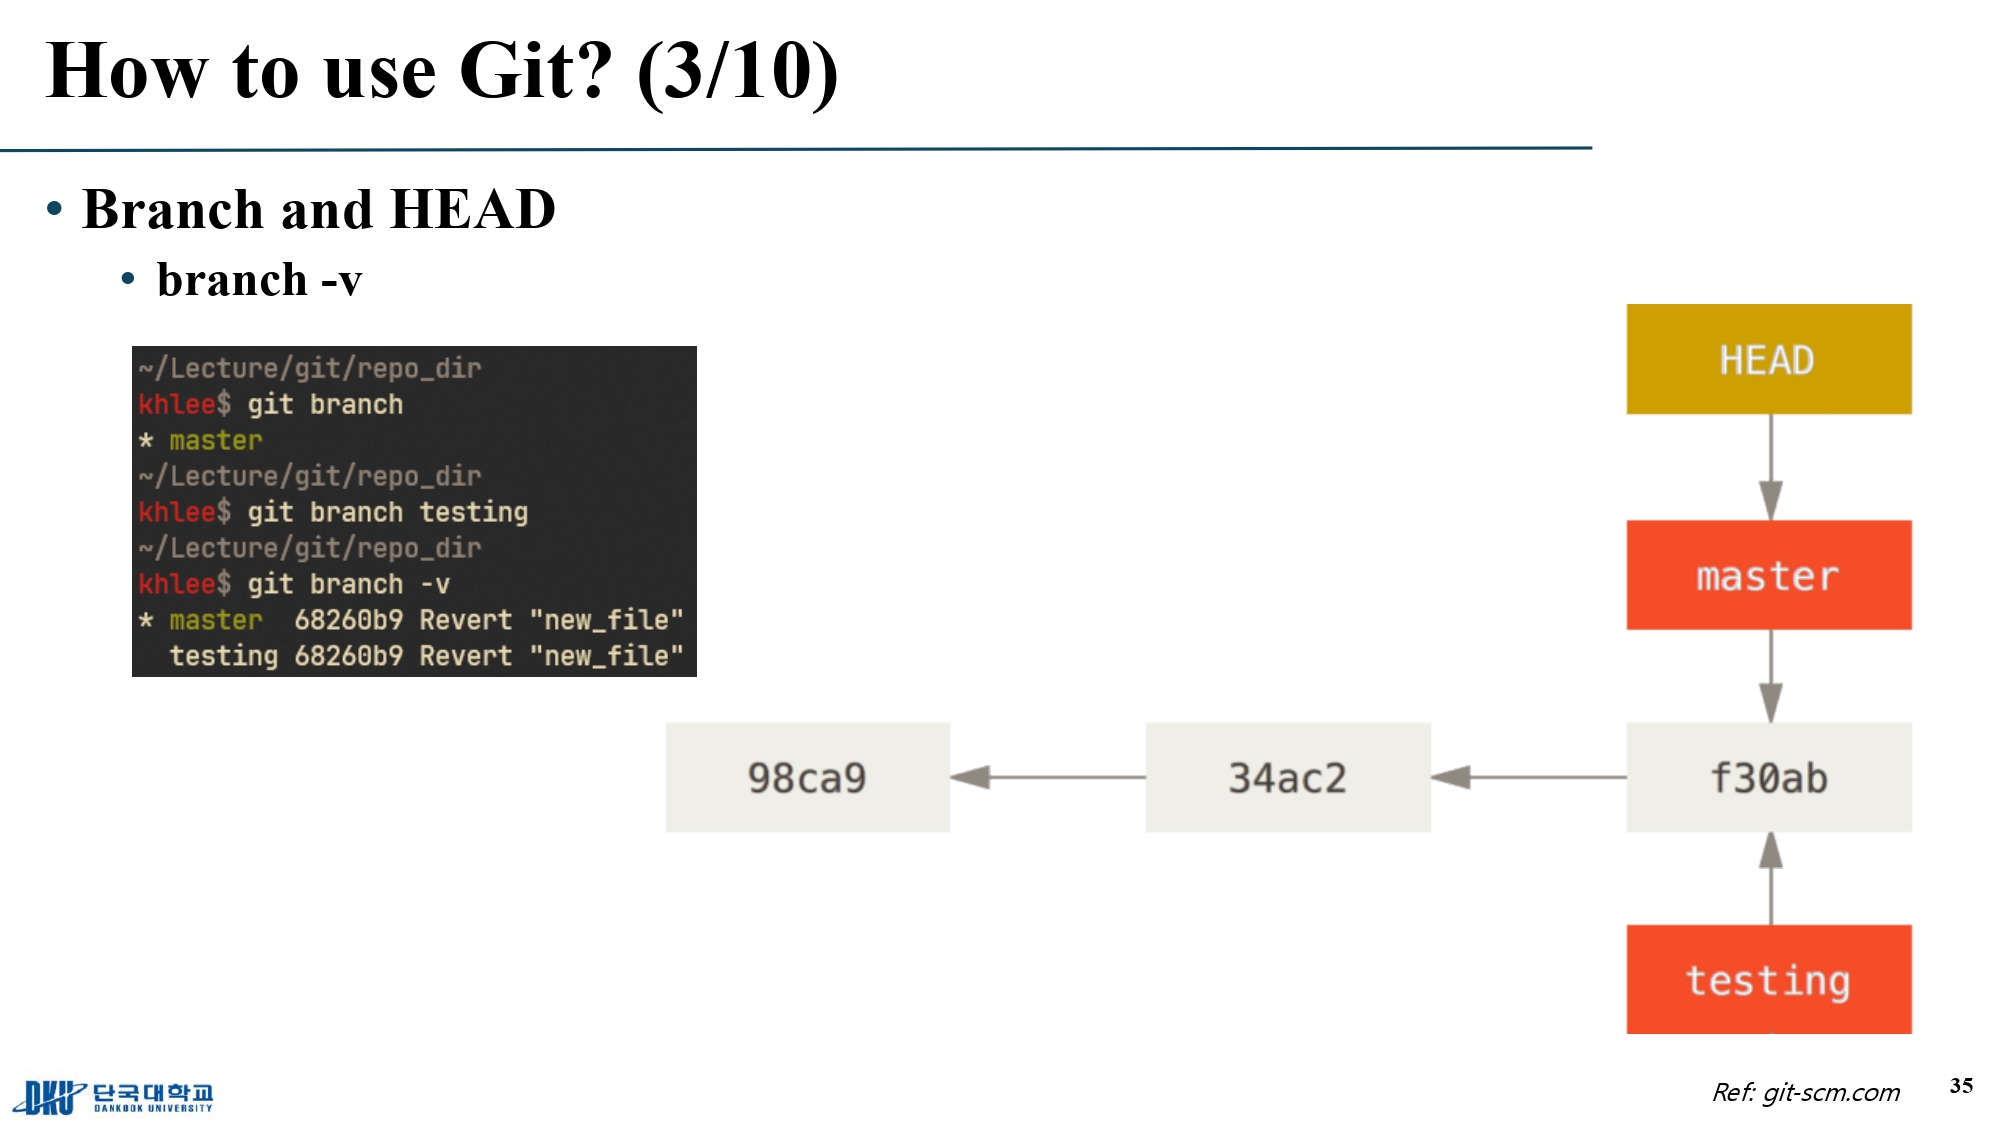 How to use Git? (3/10)
• Branch and HEAD
• branch -v
~/Lecture/git/repo_dir
khlee$ git branch
* master
~/Lecture/git/repo_dir
khlee$ git branch testing
~/Lecture/git/repo_dir
khlee$ git branch -v
* master  68260b9 Revert "new_file"
  testing 68260b9 Revert "new_file"
HEAD
master
98ca9
34ac2
f30ab
testing
DKU 단국대학교
DANKOOK UNIVERSITY
Ref: git-scm.com
35